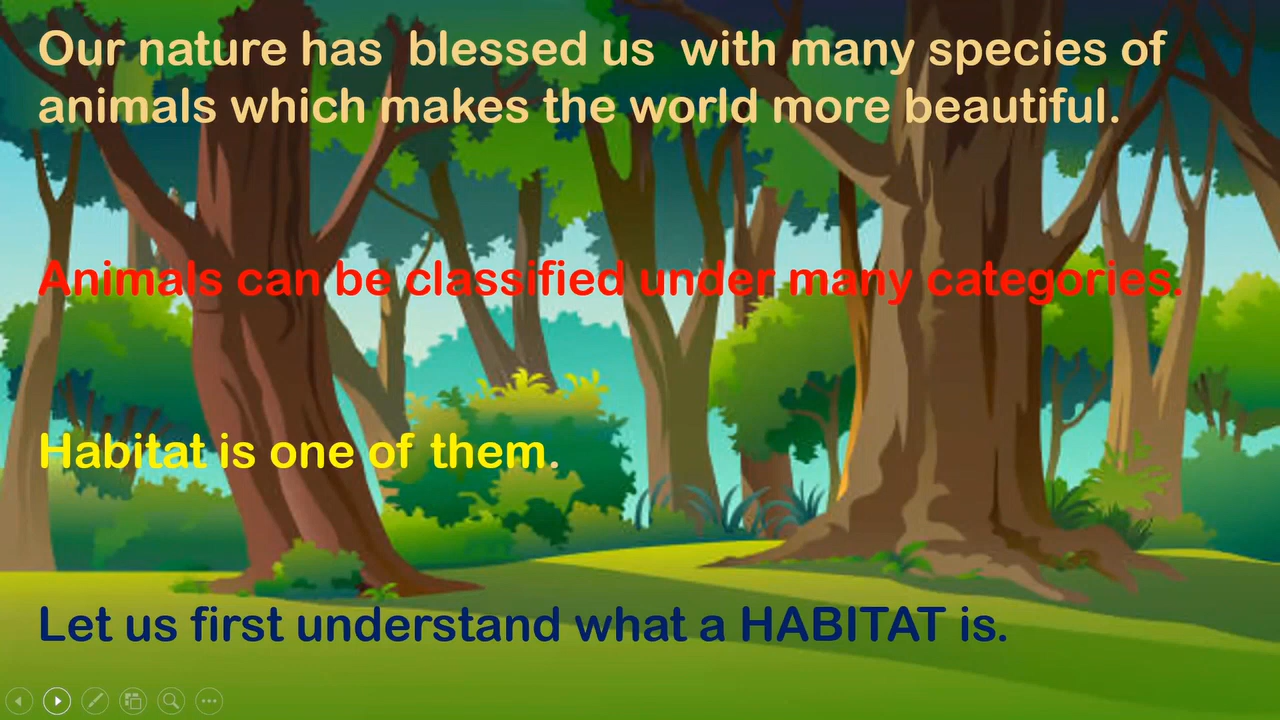 Our nature has blessed us with many species of
animals which makes the world more beautiful.
Animals can be classified under many categories.
Habitat is one of them.
Let us first understand what a HABITAT is.